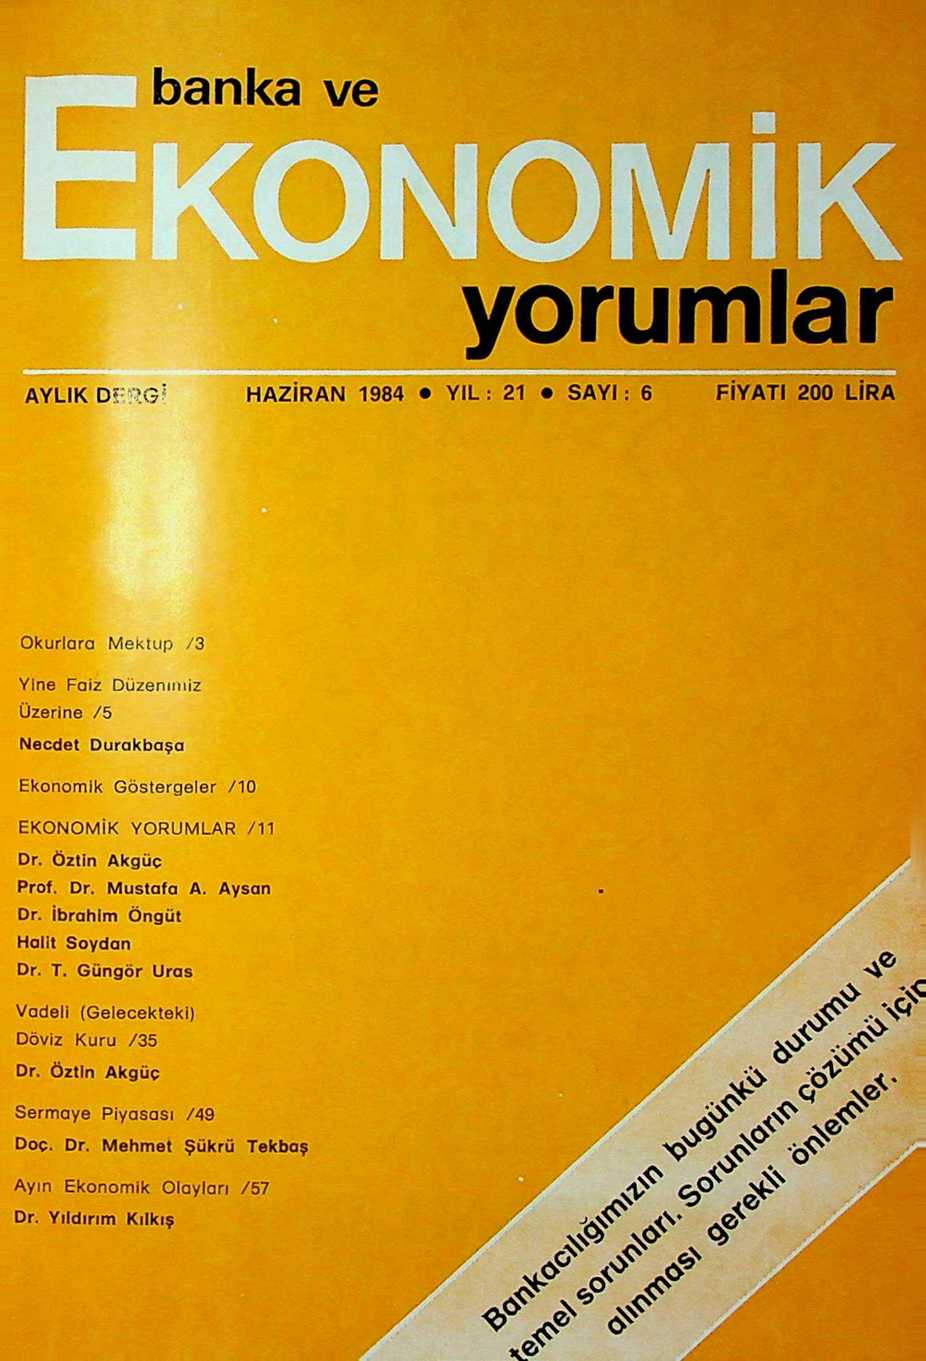 banka ve
EKONOMİK
yorumlar
AYLIK DERGİ HAZİRAN 1984 ● YIL : 21 ● SAYI : 6 FİYATI 200 LİRA
Okurlara Mektup /3
Yine Faiz Düzenimiz
Üzerine /5
Necdet Durakbaşa
Ekonomik Göstergeler /10
EKONOMİK YORUMLAR /11
Dr. Öztin Akgüç
Prof. Dr. Mustafa A. Aysan
Dr. İbrahim Öngüt
Halit Soydan
Dr. T. Güngör Uras
Vadeli (Gelecekteki)
Döviz Kuru /35
Dr. Öztin Akgüç
Sermaye Piyasası /49
Doç. Dr. Mehmet Şükrü Tekbaş
Ayın Ekonomik Olayları /57
Dr. Yıldırım Kılkış
Bankacılığımızın bugünkü durumu ve
temel sorunları. Sorunların çözümü için
alınması gerekli önlemler.